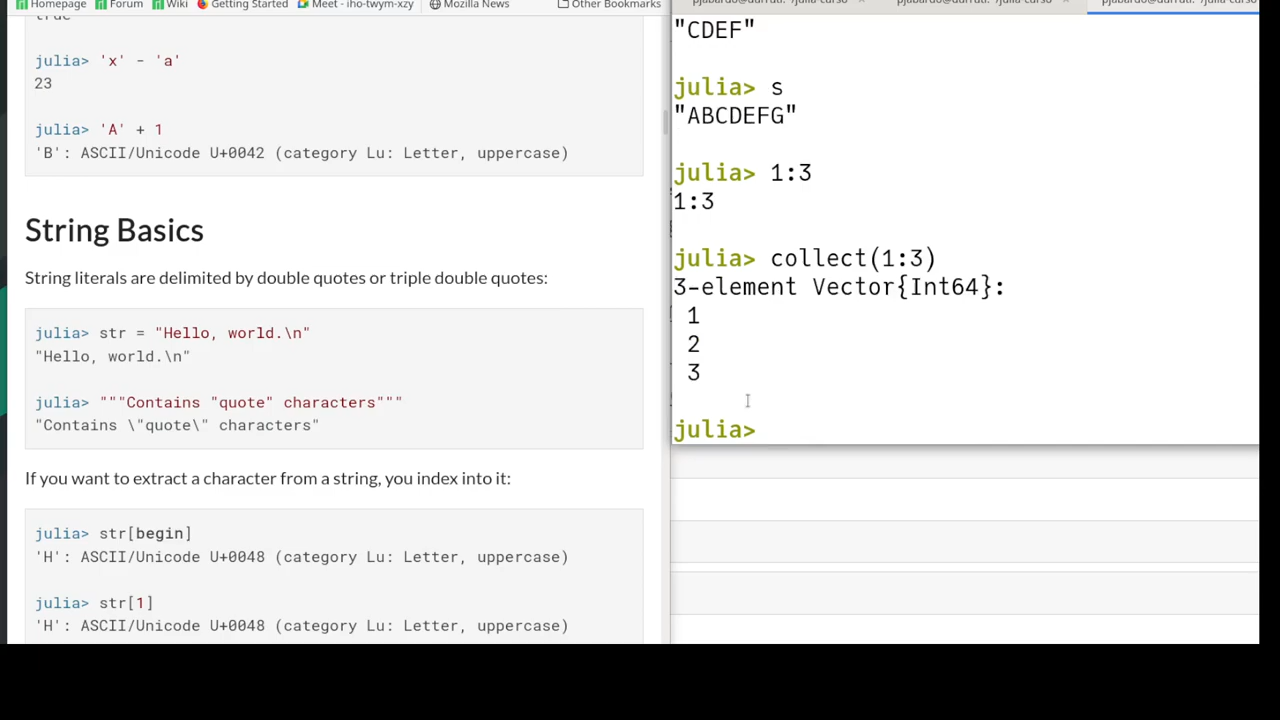 Homepage Forum Wiki Getting Started Meet - iho-twym-xzy Mozilla News Other Bookmarks
true
julia> 'x' - 'a'
23
julia> 'A' + 1
'B': ASCII/Unicode U+0042 (category Lu: Letter, uppercase)
String Basics
String literals are delimited by double quotes or triple double quotes:
julia> str = "Hello, world.\n"
"Hello, world.\n"
julia> """Contains "quote" characters"""
"Contains \"quote\" characters"
If you want to extract a character from a string, you index into it:
julia> str[begin]
'H': ASCII/Unicode U+0048 (category Lu: Letter, uppercase)
julia> str[1]
'H': ASCII/Unicode U+0048 (category Lu: Letter, uppercase)
"CDEF"
julia> s
"ABCDEFG"
julia> 1:3
1:3
julia> collect(1:3)
3-element Vector{Int64}:
1
2
3
julia>